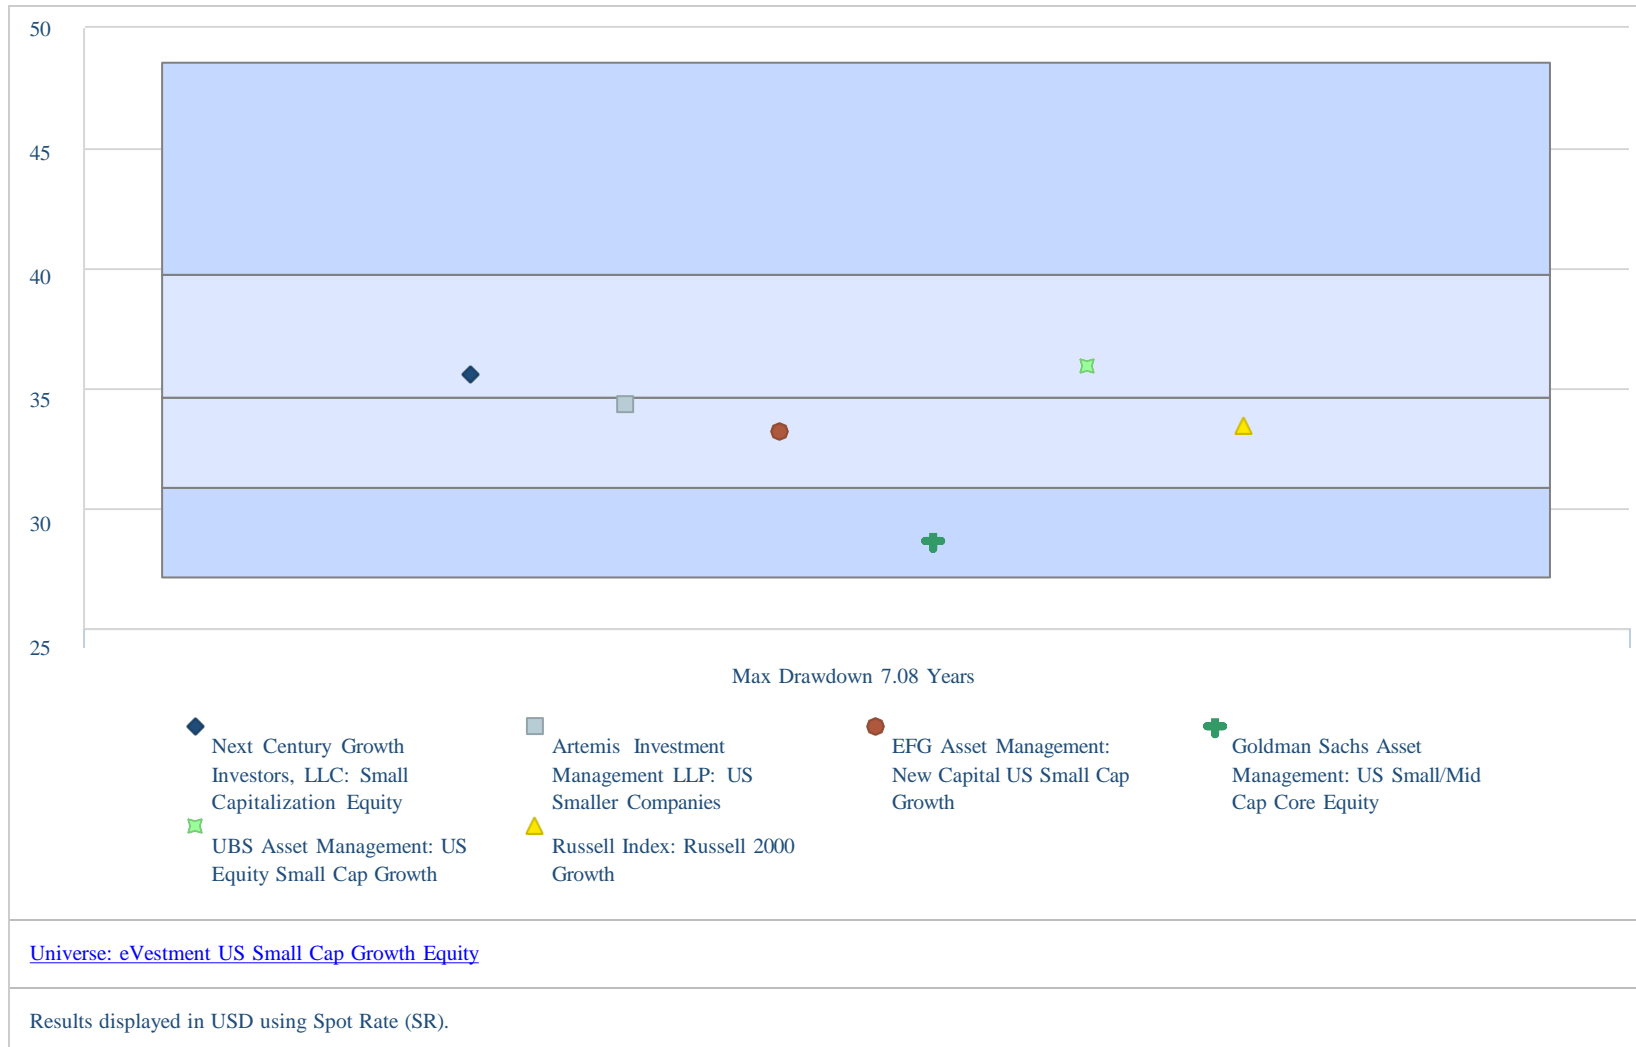 50
45
40
35
30
25
Max Drawdown 7.08 Years
Next Century Growth
Investors, LLC: Small
Capitalization Equity
Artemis Investment
Management LLP: US
Smaller Companies
EFG Asset Management:
New Capital US Small Cap
Growth
Goldman Sachs Asset
Management: US Small/Mid
Cap Core Equity
UBS Asset Management: US
Equity Small Cap Growth
Russell Index: Russell 2000
Growth
Universe: eVestment US Small Cap Growth Equity
Results displayed in USD using Spot Rate (SR).